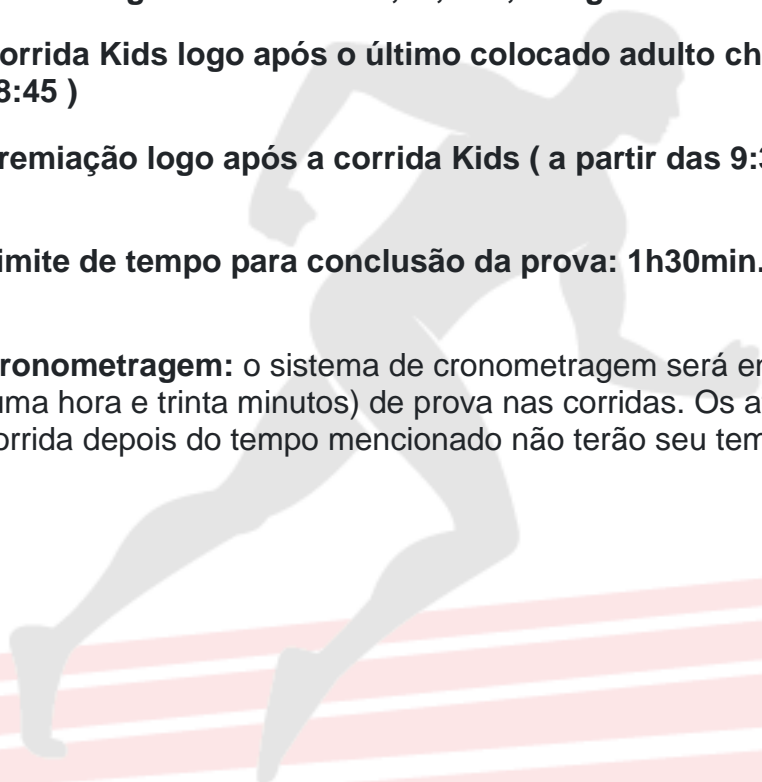 orrida Kids logo após o último colocado adulto ch
8:45 )
remiação logo após a corrida Kids ( a partir das 9:3
imite de tempo para conclusão da prova: 1h30min.
ronometragem: o sistema de cronometragem será en
uma hora e trinta minutos) de prova nas corridas. Os a
orrida depois do tempo mencionado não terão seu tem